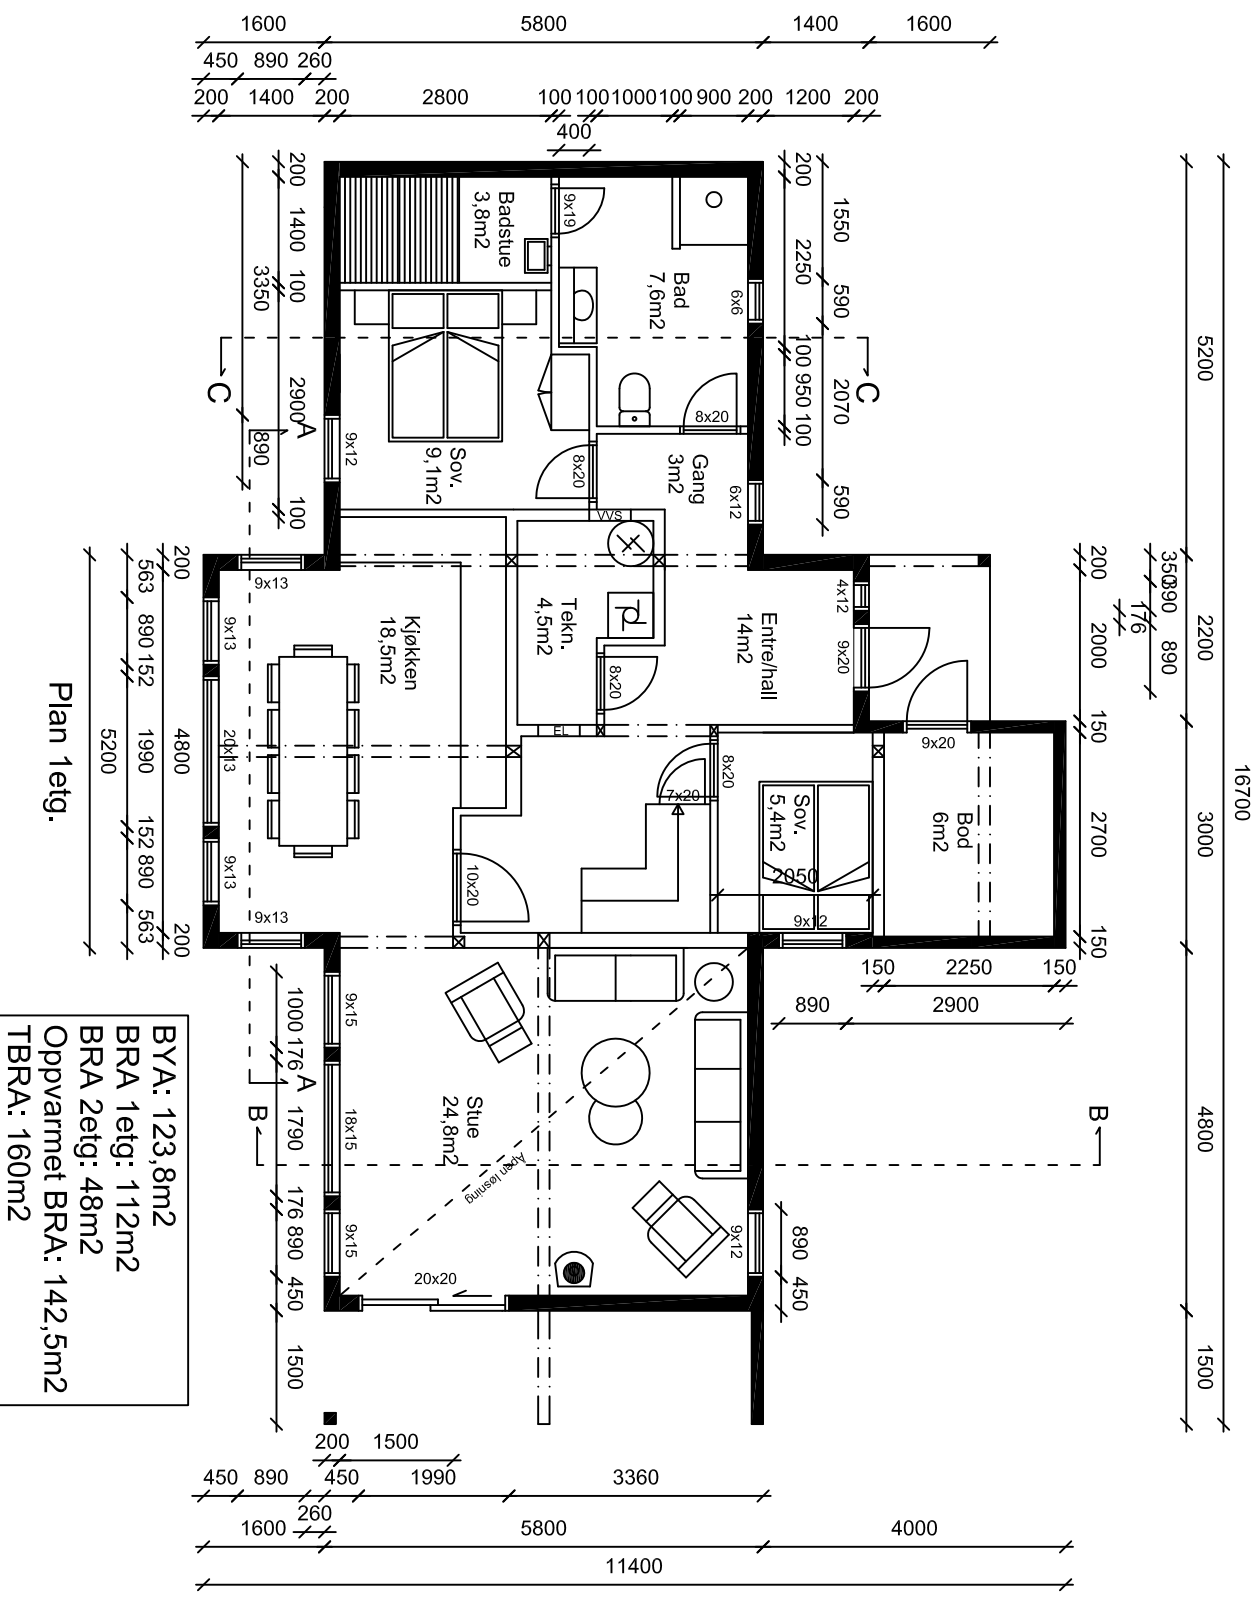 1600
5800
1400
1600
450
890
260
200
1400
200
2800
100
100
1000
100
900
200
1200
200
400
200
1400
100
3350
2900
890
100
200
2250
100
950
100
1550
590
2070
590
5200
2200
3000
4800
1500
16700
200
350
390
176
2000
890
150
2700
150
Badstue
3,8m2
9x19
Bad
7,6m2
6x6
C
C
8x20
Sov.
9,1m2
8x20
Gang
3m2
6x12
9x12
VVS
A
9x13
Kjøkken
18,5m2
Tekn.
4,5m2
8x20
Entre/hall
14m2
4x12
9x20
9x20
9x13
20x13
9x13
9x13
EL
8x20
7x20
10x20
Sov.
5,4m2
2050
9x12
Bod
6m2
200
563
890
152
1990
152
890
563
4800
200
5200
Plan 1etg.
150
2250
150
890
2900
9x15
18x15
9x15
Stue
24,8m2
Åpen løsning
9x12
20x20
A
B
B
1000
176
1790
176
890
450
1500
890
450
BYA: 123,8m2
BRA 1etg: 112m2
BRA 2etg: 48m2
Oppvarmet BRA: 142,5m2
TBRA: 160m2
200
1500
450
890
450
1990
3360
260
1600
5800
4000
11400